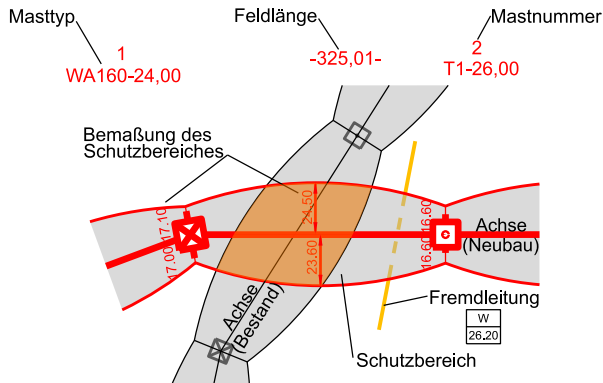 Masttyp
Feldlänge
Mastnummer
1
WA160-24,00
-325,01-
2
T1-26,00
Bemaßung des
Schutzbereiches
17.00
17.10
24.50
23.60
16.60
16.60
Achse
(Neubau)
Achse
(Bestand)
Fremdleitung
W
26.20
Schutzbereich